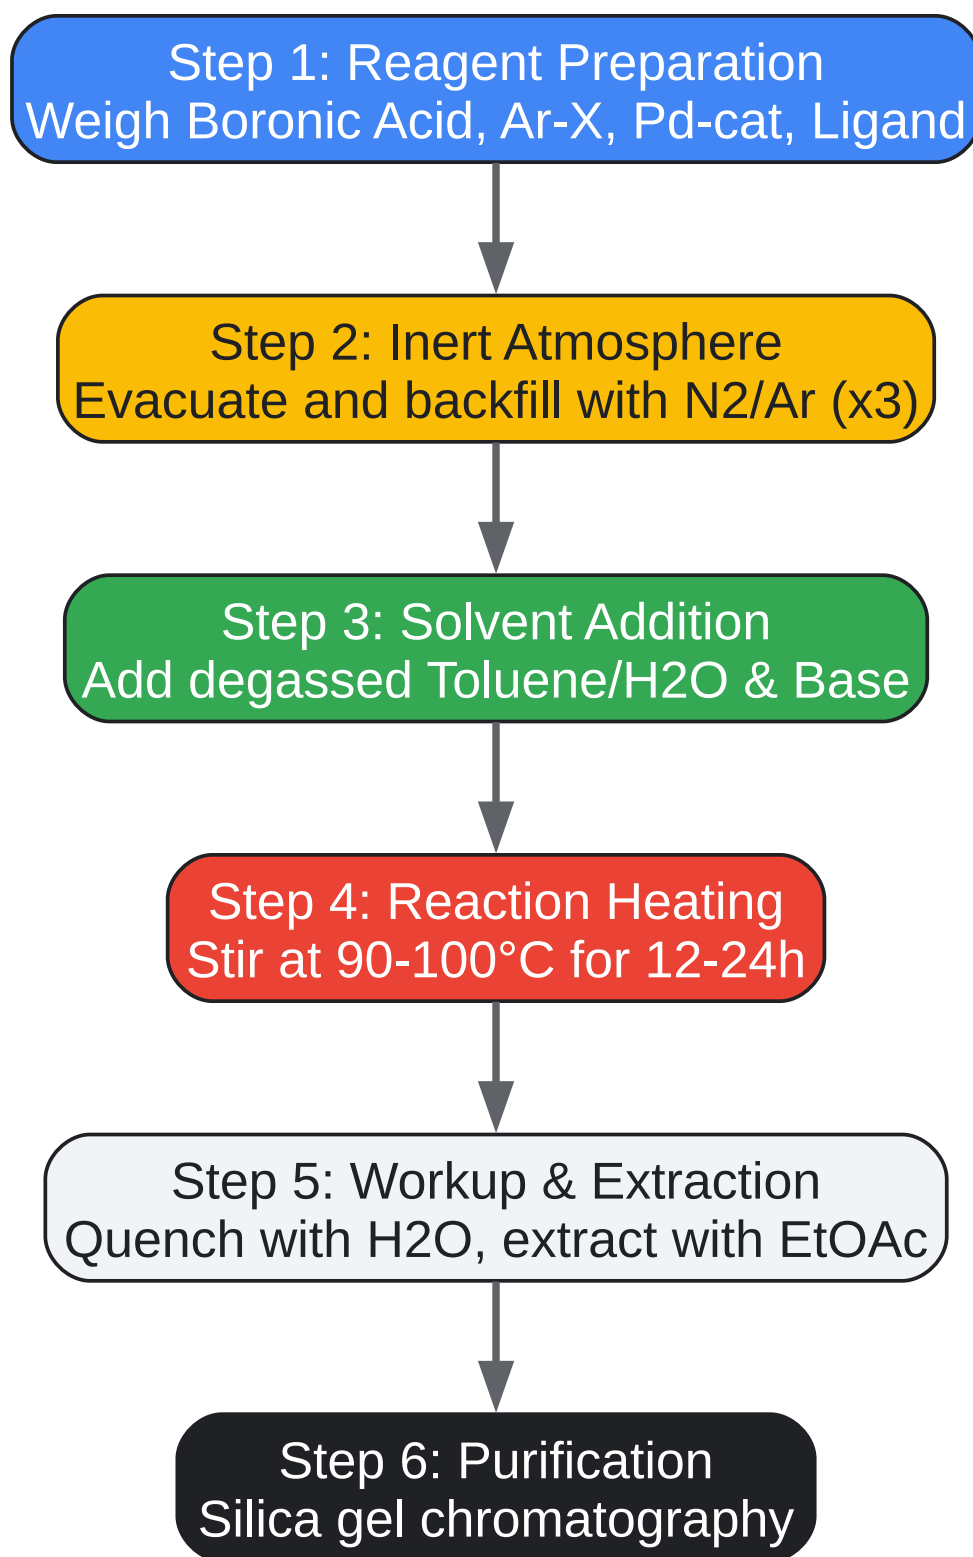 Step 1: Reagent Preparation
Weigh Boronic Acid, Ar-X, Pd-cat, Ligand
Step 2: Inert Atmosphere
Evacuate and backfill with N2/Ar (x3)
Step 3: Solvent Addition
Add degassed Toluene/H2O & Base
Step 4: Reaction Heating
Stir at 90-100°C for 12-24h
Step 5: Workup & Extraction
Quench with H2O, extract with EtOAc
Step 6: Purification
Silica gel chromatography